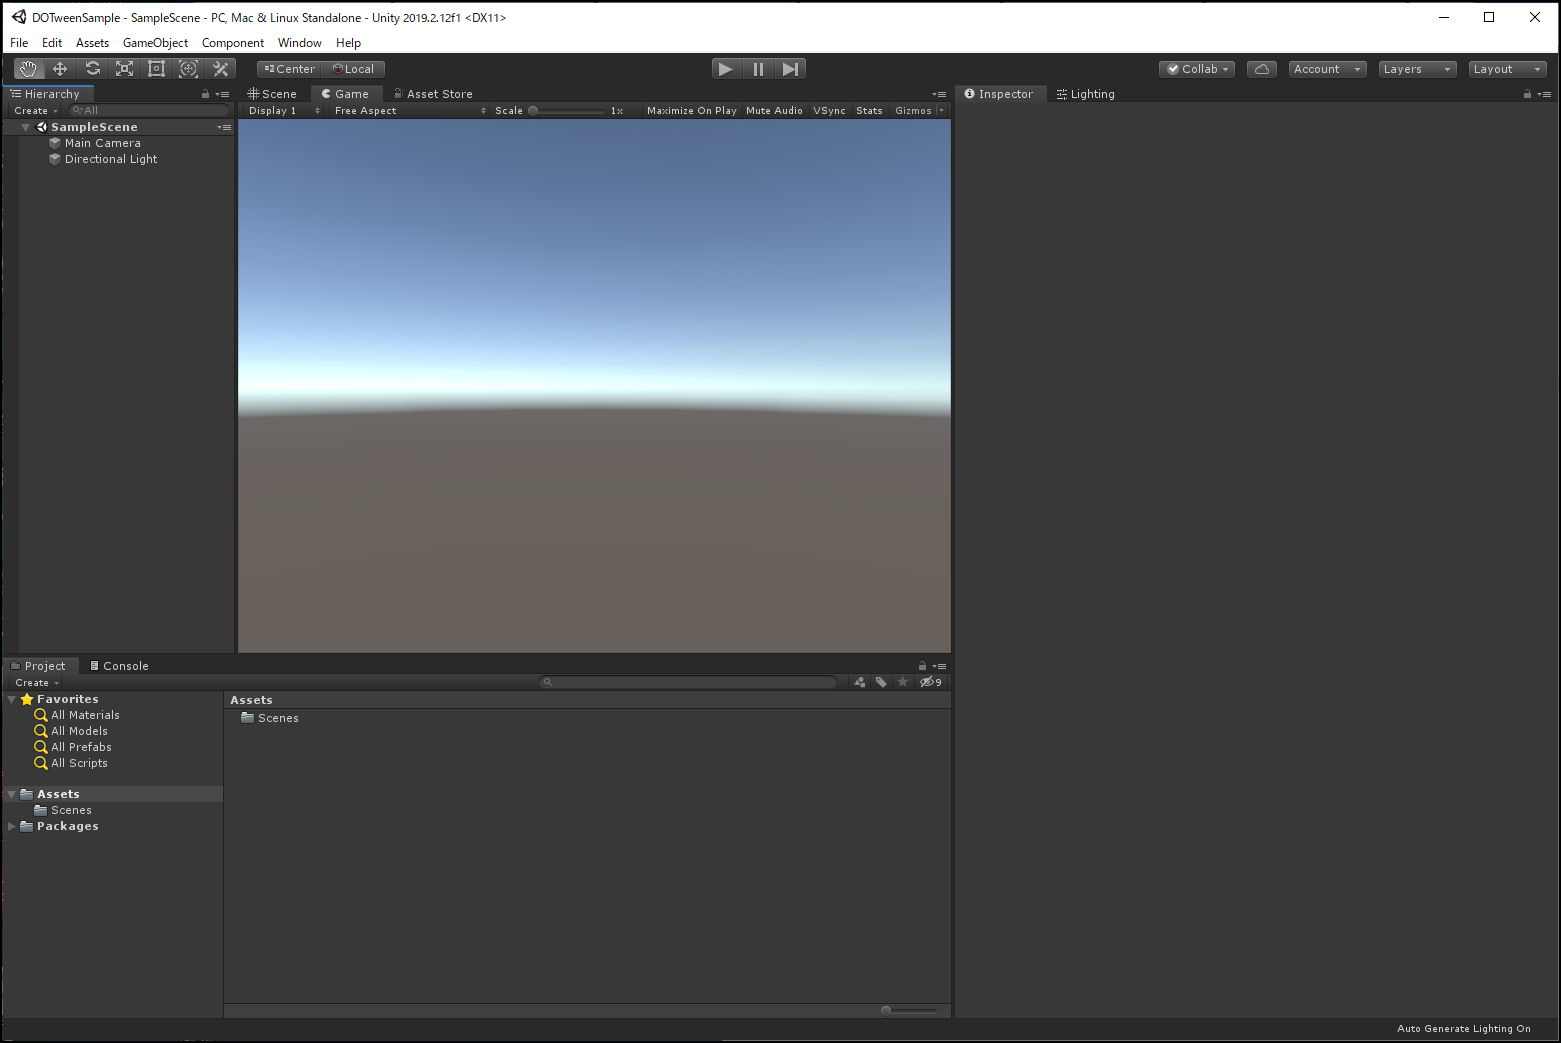 DOTweenSample - SampleScene - PC, Mac & Linux Standalone - Unity 2019.2.12f1 <DX11>
File Edit Assets GameObject Component Window Help
Center Local Collab Account Layers Layout
Hierarchy
Create All
SampleScene
Main Camera
Directional Light
Scene Game Asset Store
Display 1 Free Aspect Scale 1x Maximize On Play Mute Audio VSync Stats Gizmos
Inspector Lighting
Project Console
Create 9
Favorites
All Materials
All Models
All Prefabs
All Scripts
Assets
Scenes
Packages
Assets
Scenes
Auto Generate Lighting On